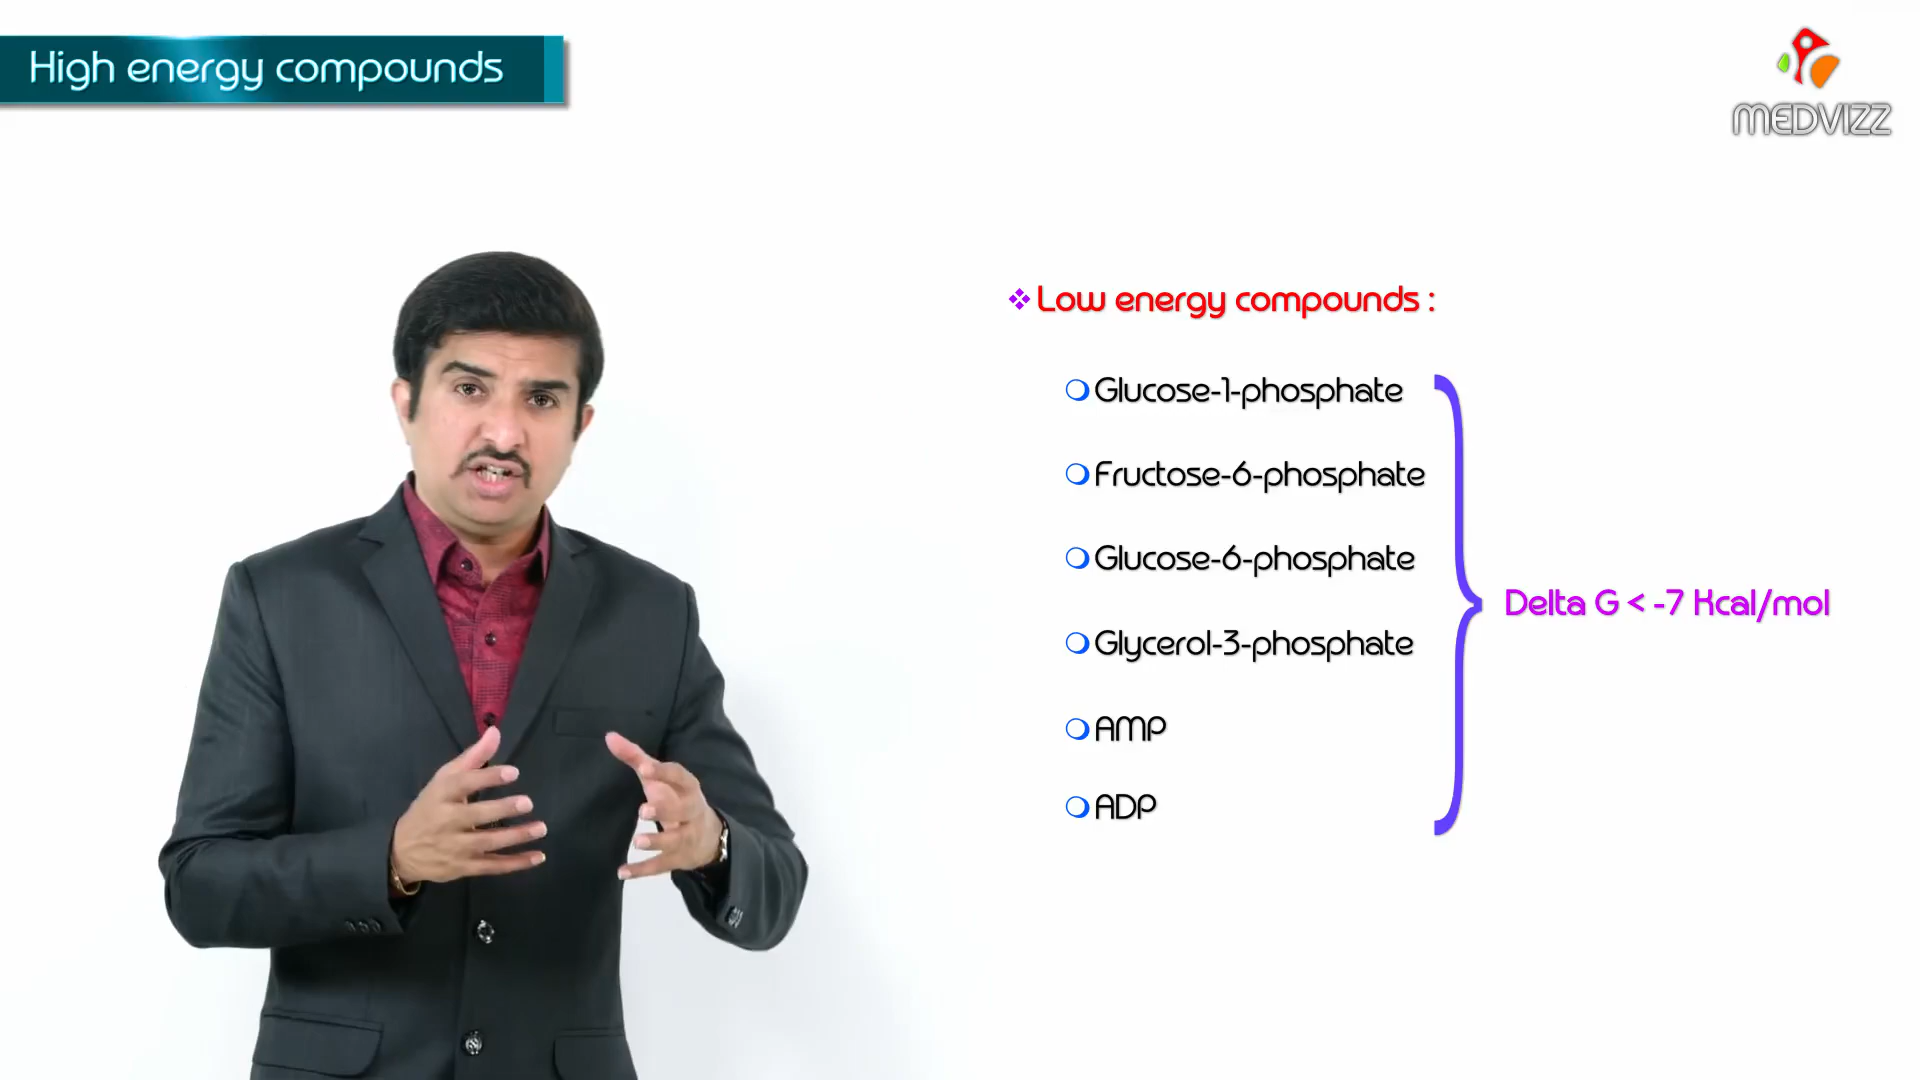 High energy compounds
MEDVIZZ
Low energy compounds :
Glucose-1-phosphate
Fructose-6-phosphate
Glucose-6-phosphate
Glycerol-3-phosphate
AMP
ADP
Delta G < -7 Kcal/mol